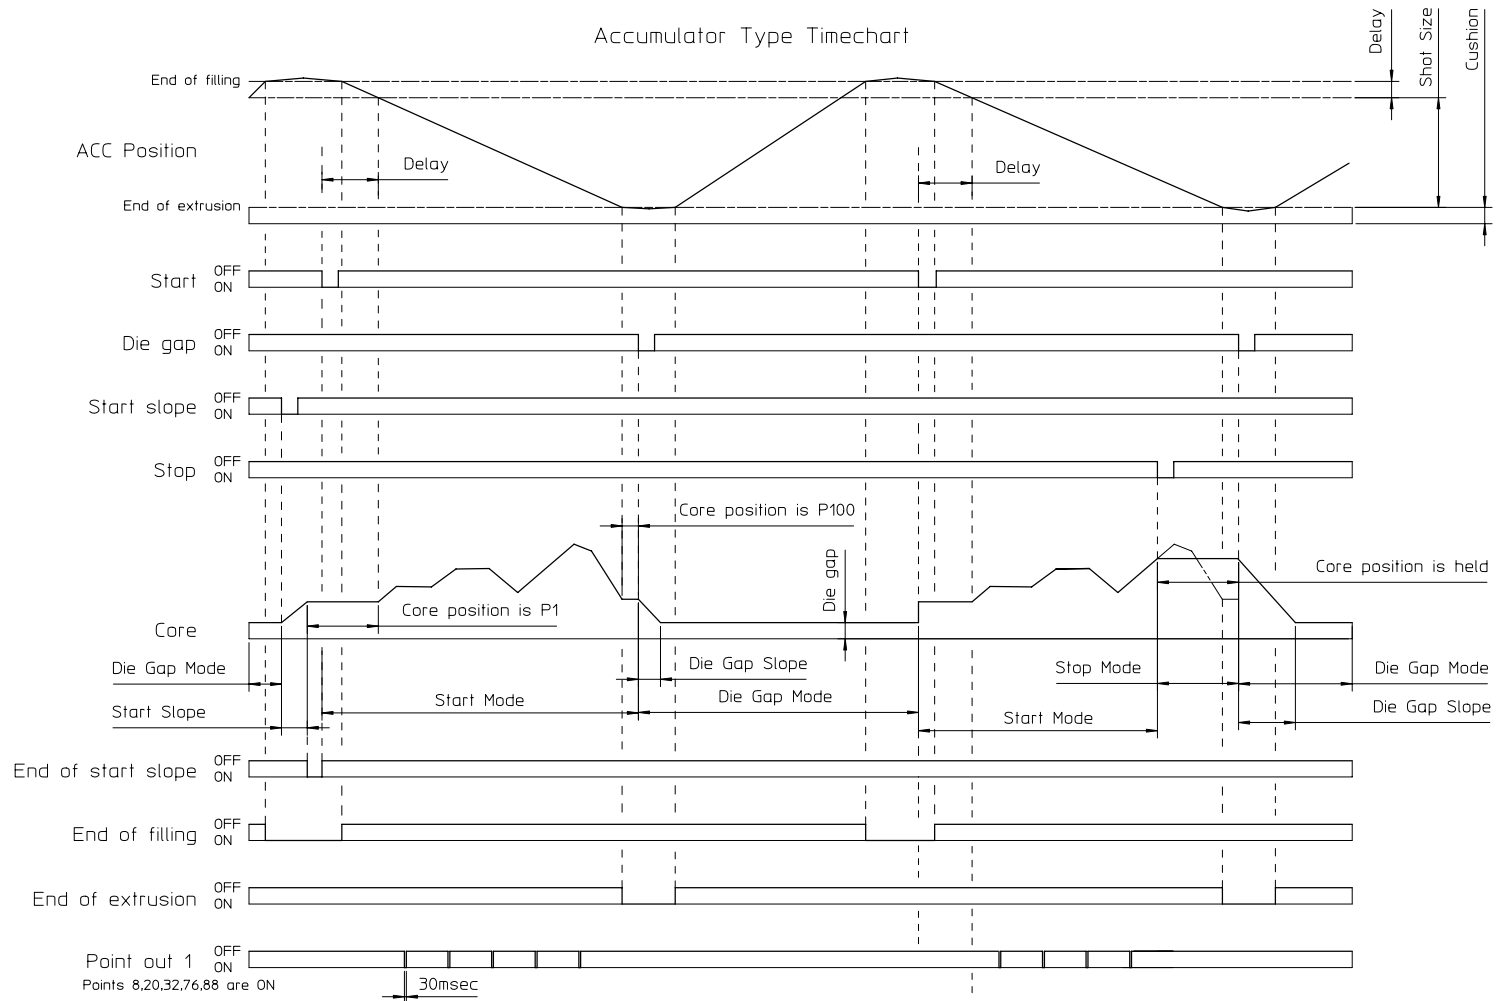 Accumulator Type Timechart
Delay
Shot Size
Cushion
End of filling
ACC Position
Delay
Delay
End of extrusion
Start OFF
ON
Die gap OFF
ON
Start slope OFF
ON
Stop OFF
ON
Core position is P100
Die gap
Core position is held
Core position is P1
Core
Die Gap Mode
Die Gap Slope
Stop Mode
Die Gap Mode
Start Mode
Die Gap Mode
Start Slope
Start Mode
Die Gap Slope
End of start slope OFF
ON
End of filling OFF
ON
End of extrusion OFF
ON
Point out 1 OFF
ON
Points 8,20,32,76,88 are ON
30msec